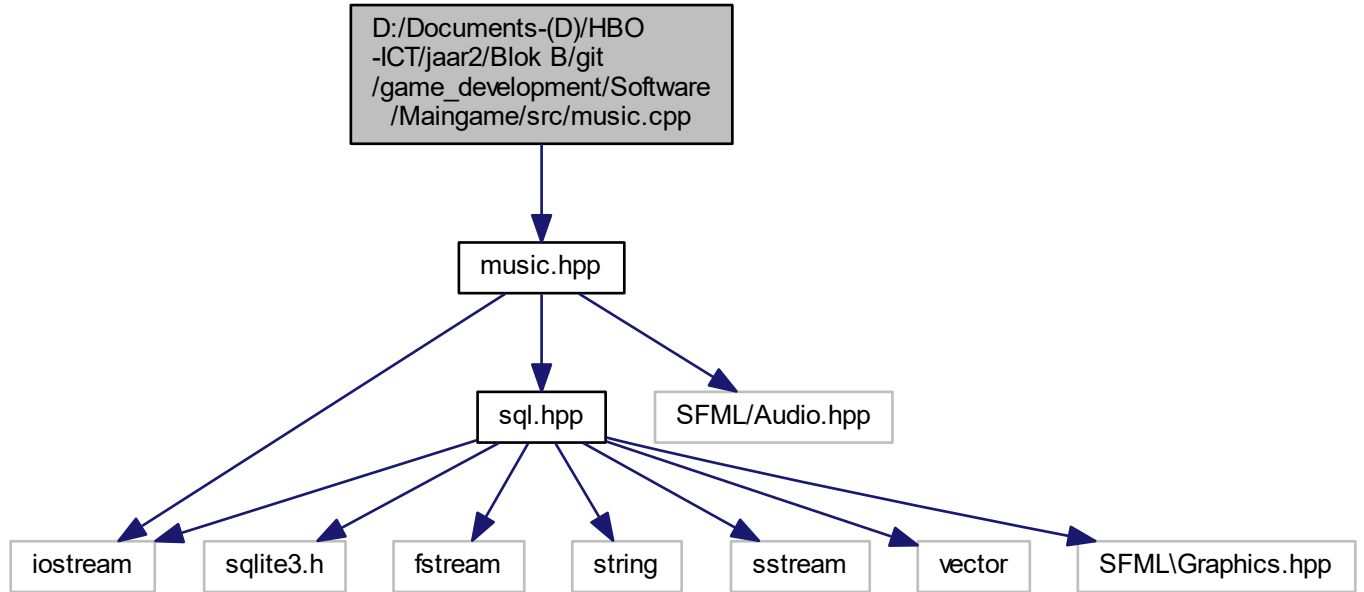 D:/Documents-(D)/HBO
-ICT/jaar2/Blok B/git
/game_development/Software
/Maingame/src/music.cpp
music.hpp
sql.hpp
SFML/Audio.hpp
iostream
sqlite3.h
fstream
string
sstream
vector
SFML\Graphics.hpp